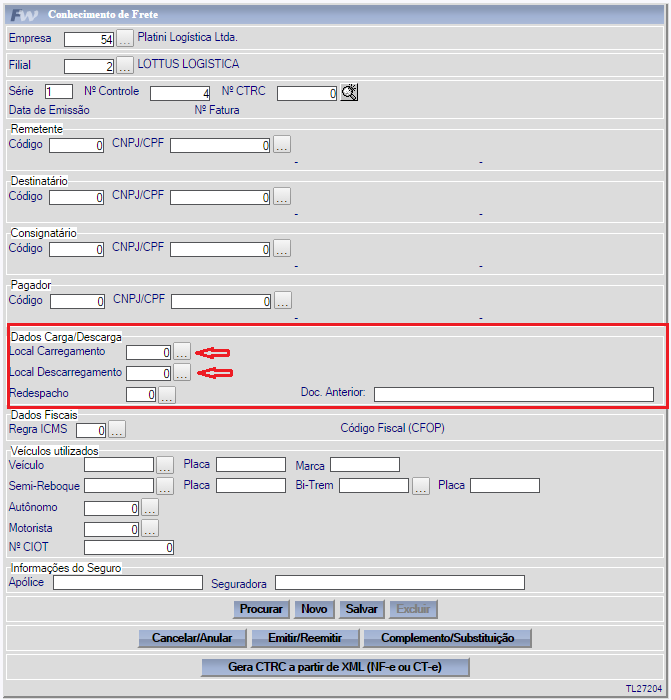 FW Conhecimento de Frete
Empresa 54 ... Platini Logística Ltda.
Filial 2 ... LOTTUS LOGISTICA
Série 1 Nº Controle 4 Nº CTRC 0
Data de Emissão Nº Fatura
Remetente
Código 0 CNPJ/CPF 0 ...
- -
Destinatário
Código 0 CNPJ/CPF 0 ...
- -
Consignatário
Código 0 CNPJ/CPF 0 ...
- -
Pagador
Código 0 CNPJ/CPF 0 ...
- -
Dados Carga/Descarga
Local Carregamento 0 ...
Local Descarregamento 0 ...
Redespacho 0 ... Doc. Anterior:
Dados Fiscais
Regra ICMS 0 ... Código Fiscal (CFOP)
Veículos utilizados
Veículo ... Placa Marca
Semi-Reboque ... Placa Bi-Trem ... Placa
Autônomo 0 ...
Motorista 0 ...
Nº CIOT 0
Informações do Seguro
Apólice Seguradora
Procurar Novo Salvar Excluir
Cancelar/Anular Emitir/Reemitir Complemento/Substituição
Gera CTRC a partir de XML (NF-e ou CT-e)
TL27204